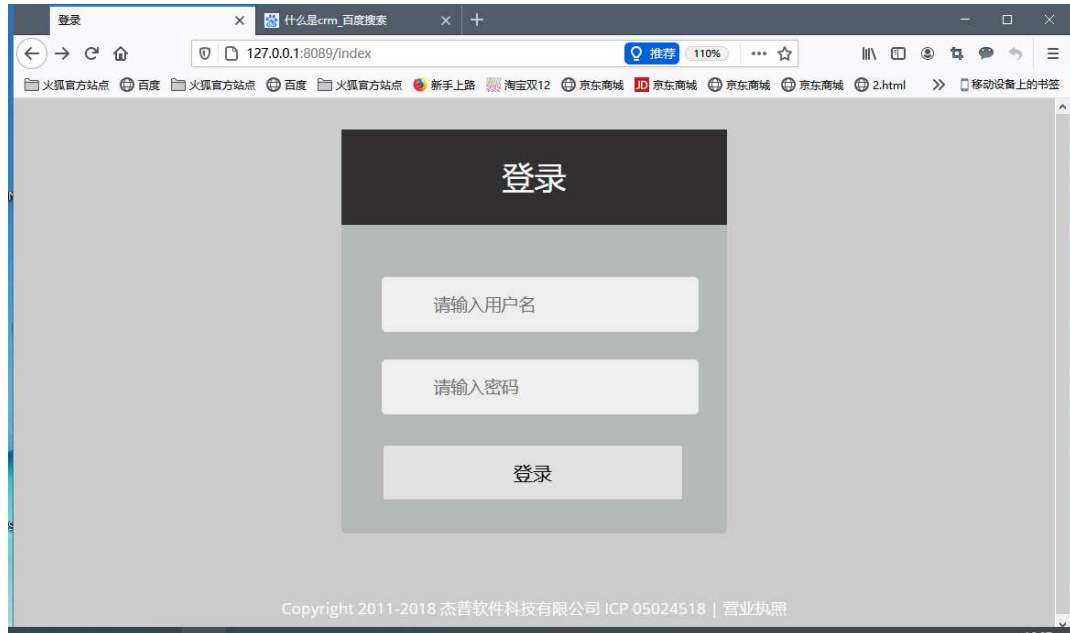 登录
什么是crm_百度搜索
127.0.0.1:8089/index
推荐
110%
火狐官方站点 百度 火狐官方站点 百度 火狐官方站点 新手上路 淘宝双12 京东商城 JD 京东商城 京东商城 京东商城 2.html 移动设备上的书签
登录
请输入用户名
请输入密码
登录
Copyright 2011-2018 杰普软件科技有限公司 ICP 05024518 | 营业执照